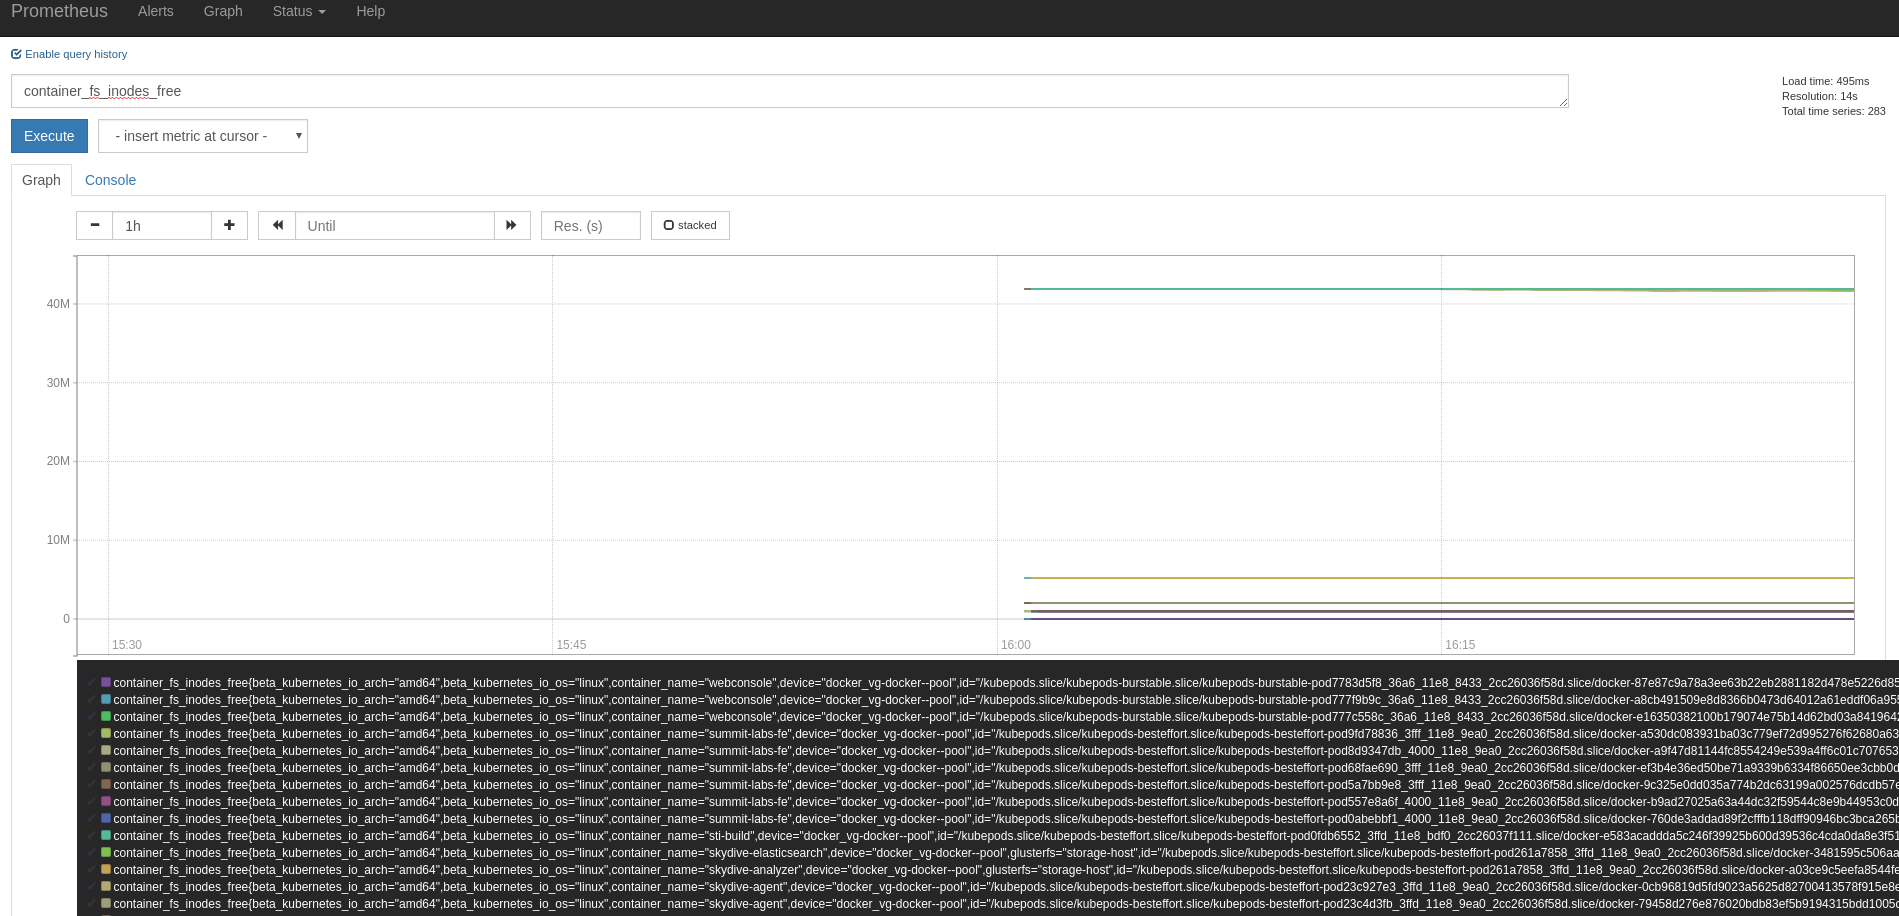 Prometheus Alerts Graph Status Help
Enable query history
container_fs_inodes_free
Load time: 495ms
Resolution: 14s
Total time series: 283
Execute - insert metric at cursor -
Graph Console
1h Until Res. (s) stacked
40M
30M
20M
10M
0
15:30 15:45 16:00 16:15
container_fs_inodes_free{beta_kubernetes_io_arch="amd64",beta_kubernetes_io_os="linux",container_name="webconsole",device="docker_vg-docker--pool",id="/kubepods.slice/kubepods-burstable.slice/kubepods-burstable-pod7783d5f8_36a6_11e8_8433_2cc26036f58d.slice/docker-87e87c9a78a3ee63b22eb2881182d478e5226d85
container_fs_inodes_free{beta_kubernetes_io_arch="amd64",beta_kubernetes_io_os="linux",container_name="webconsole",device="docker_vg-docker--pool",id="/kubepods.slice/kubepods-burstable.slice/kubepods-burstable-pod777f9b9c_36a6_11e8_8433_2cc26036f58d.slice/docker-a8cb491509e8d8366b0473d64012a61eddf06a955
container_fs_inodes_free{beta_kubernetes_io_arch="amd64",beta_kubernetes_io_os="linux",container_name="webconsole",device="docker_vg-docker--pool",id="/kubepods.slice/kubepods-burstable.slice/kubepods-burstable-pod777c558c_36a6_11e8_8433_2cc26036f58d.slice/docker-e16350382100b179074e75b14d62bd03a8419642
container_fs_inodes_free{beta_kubernetes_io_arch="amd64",beta_kubernetes_io_os="linux",container_name="summit-labs-fe",device="docker_vg-docker--pool",id="/kubepods.slice/kubepods-besteffort.slice/kubepods-besteffort-pod9fd78836_3fff_11e8_9ea0_2cc26036f58d.slice/docker-a530dc083931ba03c779ef72d995276f62680a63
container_fs_inodes_free{beta_kubernetes_io_arch="amd64",beta_kubernetes_io_os="linux",container_name="summit-labs-fe",device="docker_vg-docker--pool",id="/kubepods.slice/kubepods-besteffort.slice/kubepods-besteffort-pod8d9347db_4000_11e8_9ea0_2cc26036f58d.slice/docker-a9f47d81144fc8554249e539a4ff6c01c707653
container_fs_inodes_free{beta_kubernetes_io_arch="amd64",beta_kubernetes_io_os="linux",container_name="summit-labs-fe",device="docker_vg-docker--pool",id="/kubepods.slice/kubepods-besteffort.slice/kubepods-besteffort-pod68fae690_3fff_11e8_9ea0_2cc26036f58d.slice/docker-ef3b4e36ed50be71a9339b6334f86650ee3cbb0d
container_fs_inodes_free{beta_kubernetes_io_arch="amd64",beta_kubernetes_io_os="linux",container_name="summit-labs-fe",device="docker_vg-docker--pool",id="/kubepods.slice/kubepods-besteffort.slice/kubepods-besteffort-pod5a7bb9e8_3fff_11e8_9ea0_2cc26036f58d.slice/docker-9c325e0dd035a774b2dc63199a002576dcdb57e
container_fs_inodes_free{beta_kubernetes_io_arch="amd64",beta_kubernetes_io_os="linux",container_name="summit-labs-fe",device="docker_vg-docker--pool",id="/kubepods.slice/kubepods-besteffort.slice/kubepods-besteffort-pod557e8a6f_4000_11e8_9ea0_2cc26036f58d.slice/docker-b9ad27025a63a44dc32f59544c8e9b44953c0d
container_fs_inodes_free{beta_kubernetes_io_arch="amd64",beta_kubernetes_io_os="linux",container_name="summit-labs-fe",device="docker_vg-docker--pool",id="/kubepods.slice/kubepods-besteffort.slice/kubepods-besteffort-pod0abebbf1_4000_11e8_9ea0_2cc26036f58d.slice/docker-760de3addad89f2cfffb118dff90946bc3bca265b
container_fs_inodes_free{beta_kubernetes_io_arch="amd64",beta_kubernetes_io_os="linux",container_name="sti-build",device="docker_vg-docker--pool",id="/kubepods.slice/kubepods-besteffort.slice/kubepods-besteffort-pod0fdb6552_3ffd_11e8_bdf0_2cc26037f111.slice/docker-e583acaddda5c246f39925b600d39536c4cda0da8e3f51
container_fs_inodes_free{beta_kubernetes_io_arch="amd64",beta_kubernetes_io_os="linux",container_name="skydive-elasticsearch",device="docker_vg-docker--pool",glusterfs="storage-host",id="/kubepods.slice/kubepods-besteffort.slice/kubepods-besteffort-pod261a7858_3ffd_11e8_9ea0_2cc26036f58d.slice/docker-3481595c506aa
container_fs_inodes_free{beta_kubernetes_io_arch="amd64",beta_kubernetes_io_os="linux",container_name="skydive-analyzer",device="docker_vg-docker--pool",glusterfs="storage-host",id="/kubepods.slice/kubepods-besteffort.slice/kubepods-besteffort-pod261a7858_3ffd_11e8_9ea0_2cc26036f58d.slice/docker-a03ce9c5eefa8544fe
container_fs_inodes_free{beta_kubernetes_io_arch="amd64",beta_kubernetes_io_os="linux",container_name="skydive-agent",device="docker_vg-docker--pool",id="/kubepods.slice/kubepods-besteffort.slice/kubepods-besteffort-pod23c927e3_3ffd_11e8_9ea0_2cc26036f58d.slice/docker-0cb96819d5fd9023a5625d82700413578f915e8e
container_fs_inodes_free{beta_kubernetes_io_arch="amd64",beta_kubernetes_io_os="linux",container_name="skydive-agent",device="docker_vg-docker--pool",id="/kubepods.slice/kubepods-besteffort.slice/kubepods-besteffort-pod23c4d3fb_3ffd_11e8_9ea0_2cc26036f58d.slice/docker-79458d276e876020bdb83ef5b9194315bdd1005